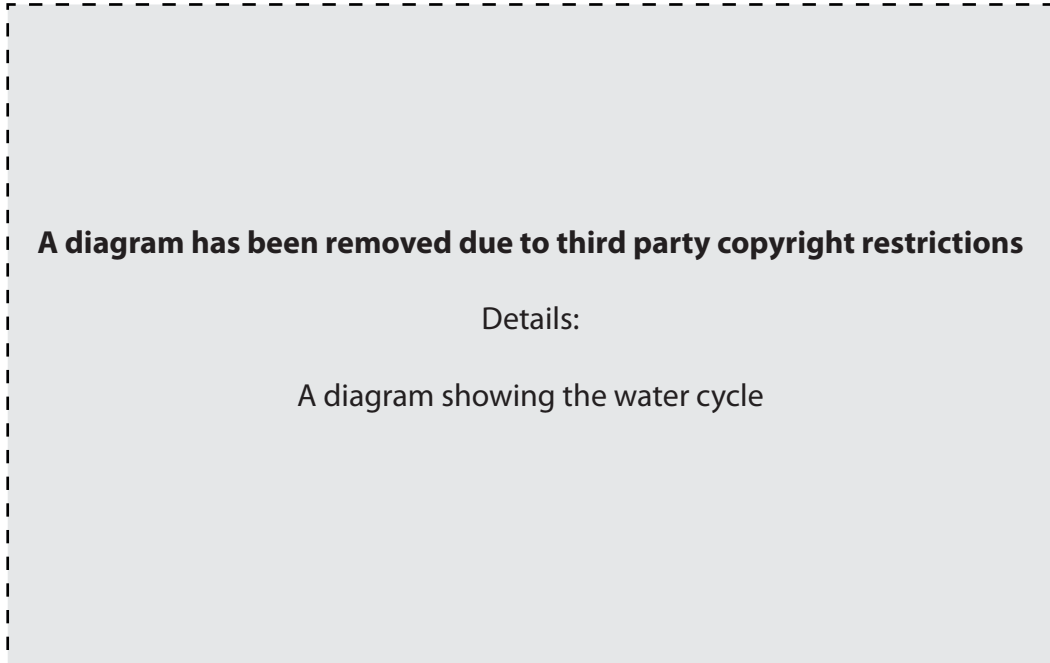 A diagram has been removed due to third party copyright restrictions
Details:
A diagram showing the water cycle